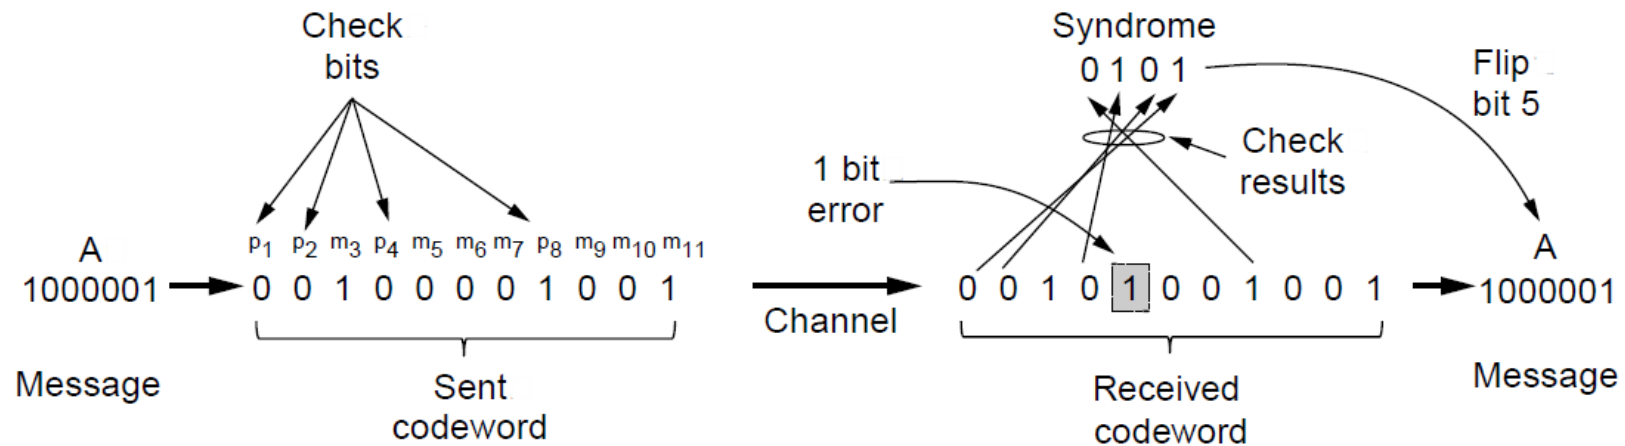 Check
bits
Syndrome
0 1 0 1
Flip
bit 5
Check
results
1 bit
error
A
p1 p2 m3 p4 m5 m6 m7 p8 m9 m10 m11
A
1000001
0 0 1 0 0 0 0 1 0 0 1
0 0 1 0 1 0 0 1 0 0 1
1000001
Channel
Message
Sent
codeword
Received
codeword
Message